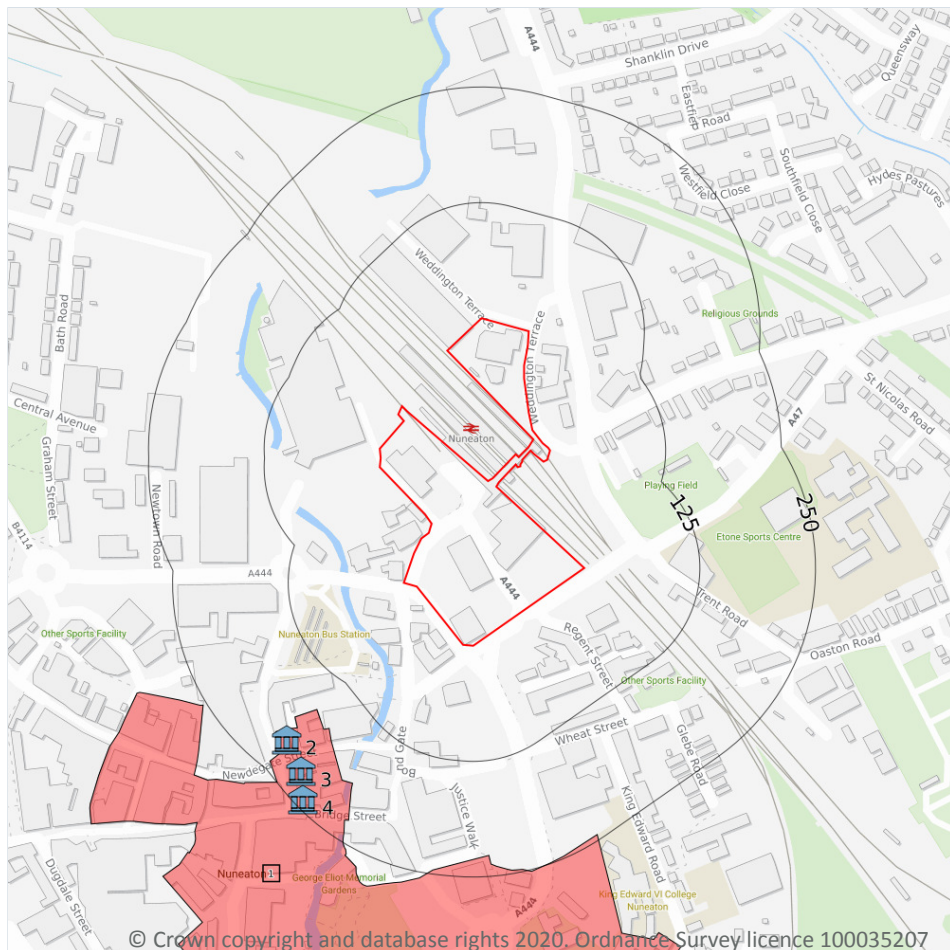 A444
Shanklin Drive
Queensway
Eastfield Road
Westfield Close
Southfield Close
Hydes Pastures
Weddington Terrace
Weddington Terrace
Religious Grounds
Bath Road
Central Avenue
Graham Street
Newtown Road
B4114
A444
Nuneaton
A47
St Nicolas Road
Playing Field
125
250
Etone Sports Centre
A444
Trent Road
Oaston Road
Other Sports Facility
Nuneaton Bus Station
Regent Street
Other Sports Facility
Wheat Street
Glebe Road
2
Newdegate Street
3
4
Bridge Street
Bond Gate
Justice Walk
King Edward Road
Dugdale Street
Nuneaton
1
George Eliot Memorial
Gardens
A444
King Edward VI College
Nuneaton
© Crown copyright and database rights 2020. Ordnance Survey licence 100035207